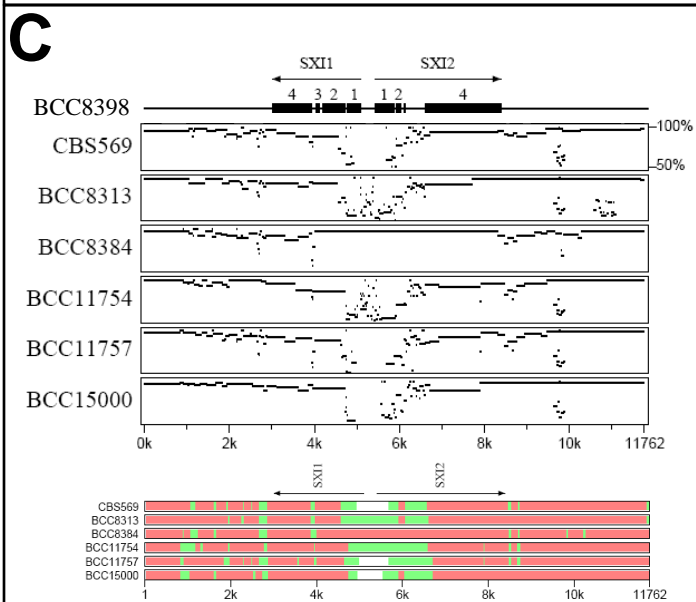 C
SXI1 SXI2
4 3 2 1 1 2 4
BCC8398
CBS569 100%
50%
BCC8313
BCC8384
BCC11754
BCC11757
BCC15000
0k 2k 4k 6k 8k 10k 11762
SXI1 SXI2
CBS569
BCC8313
BCC8384
BCC11754
BCC11757
BCC15000
1 2k 4k 6k 8k 10k 11762